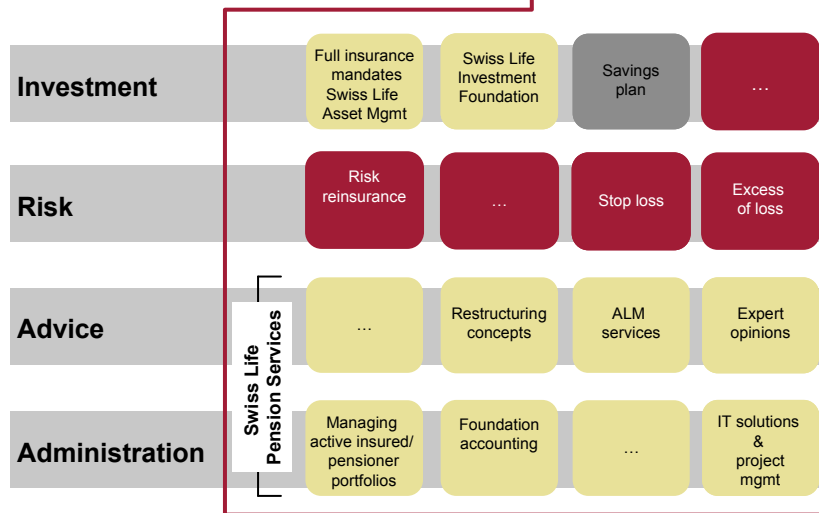 Investment
Full insurance
mandates
Swiss Life
Asset Mgmt
Swiss Life
Investment
Foundation
Savings
plan
…
Risk
Risk
reinsurance
…
Stop loss
Excess
of loss
Advice
Swiss Life
Pension Services
…
Restructuring
concepts
ALM
services
Expert
opinions
Administration
Managing
active insured/
pensioner
portfolios
Foundation
accounting
…
IT solutions
&
project
mgmt